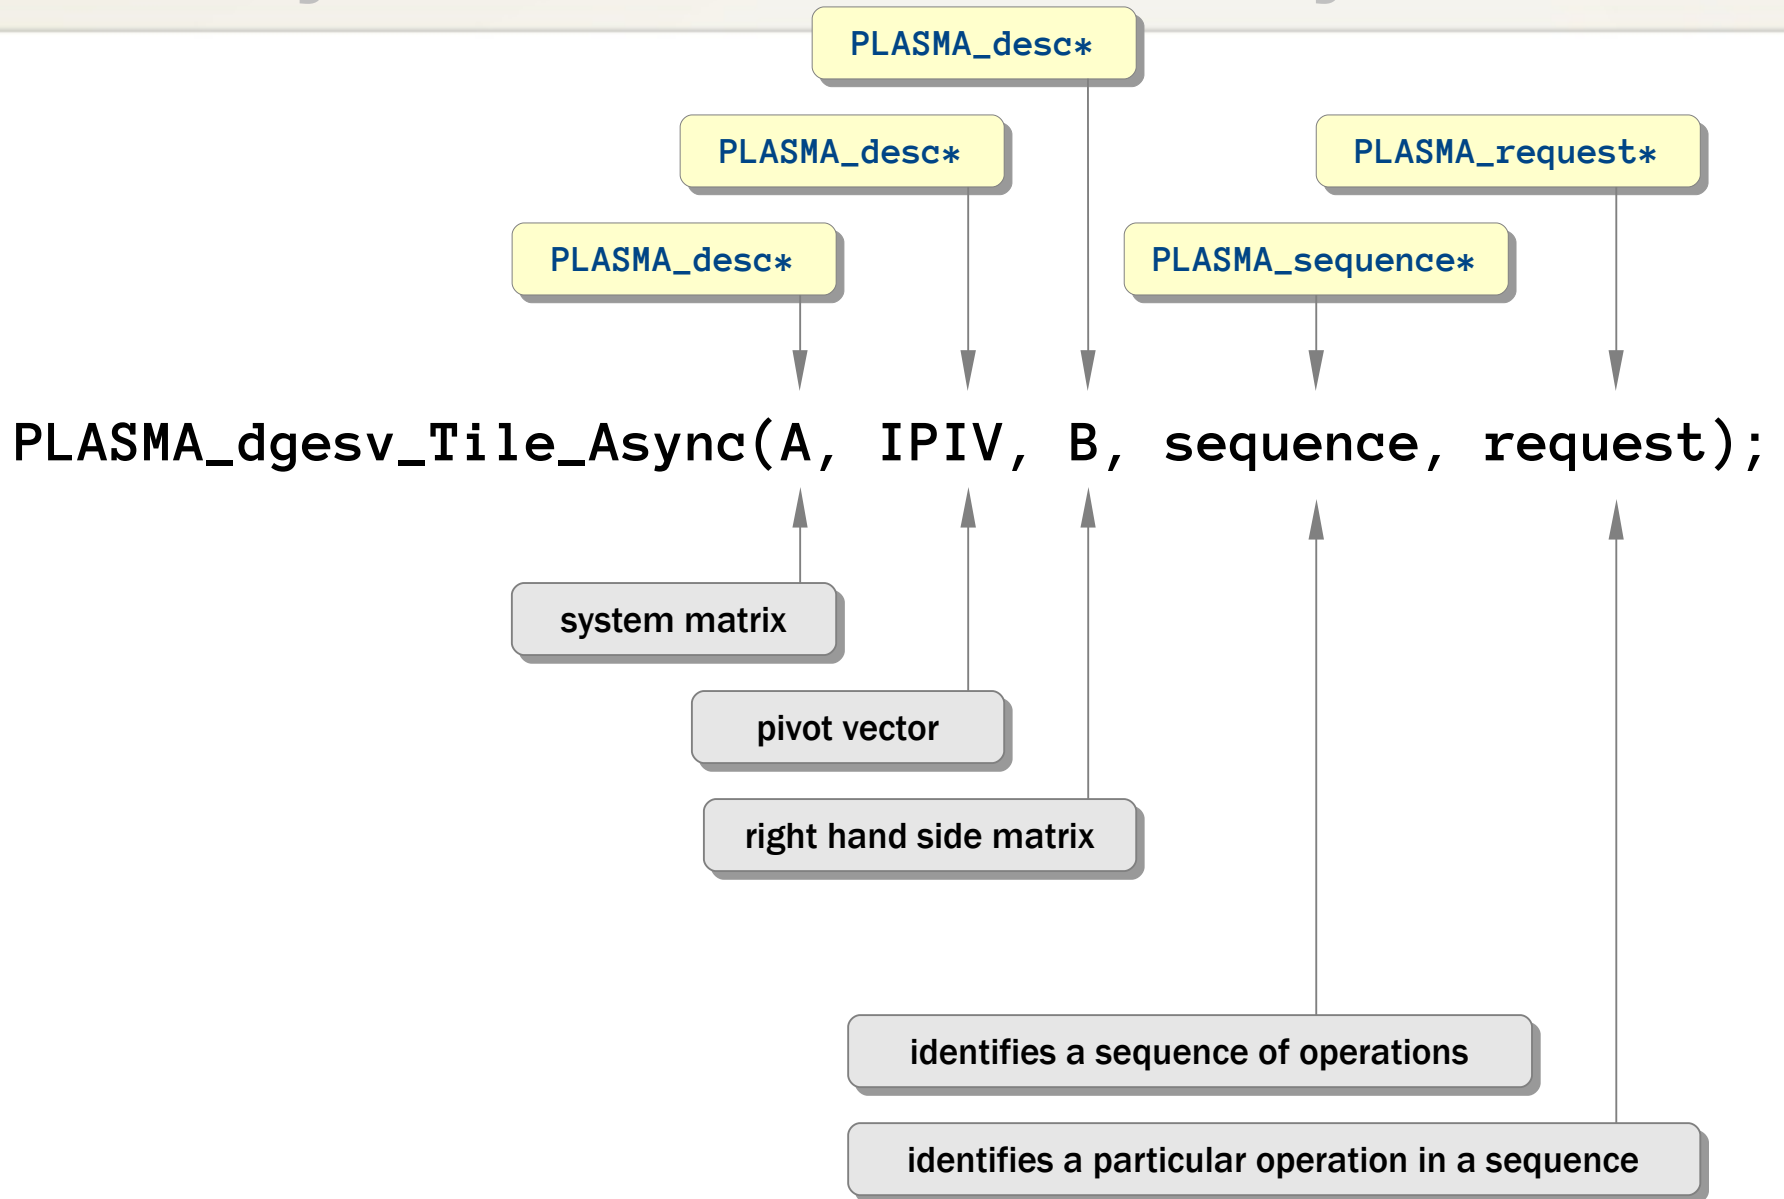 PLASMA_desc*
PLASMA_desc*
PLASMA_request*
PLASMA_desc*
PLASMA_sequence*
PLASMA_dgesv_Tile_Async(A, IPIV, B, sequence, request);
system matrix
pivot vector
right hand side matrix
identifies a sequence of operations
identifies a particular operation in a sequence